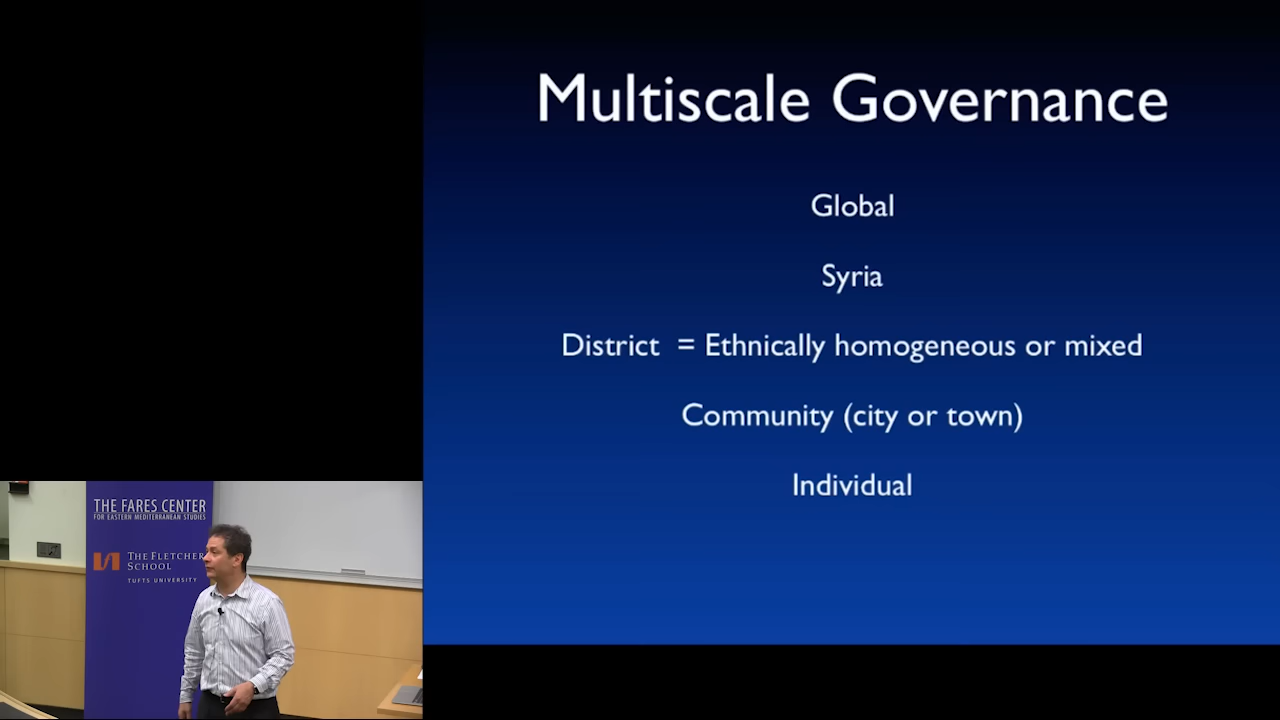 Multiscale Governance
Global
Syria
District = Ethnically homogeneous or mixed
Community (city or town)
Individual
THE FARES CENTER
FOR EASTERN MEDITERRANEAN STUDIES
THE FLETCHER
SCHOOL
TUFTS UNIVERSITY